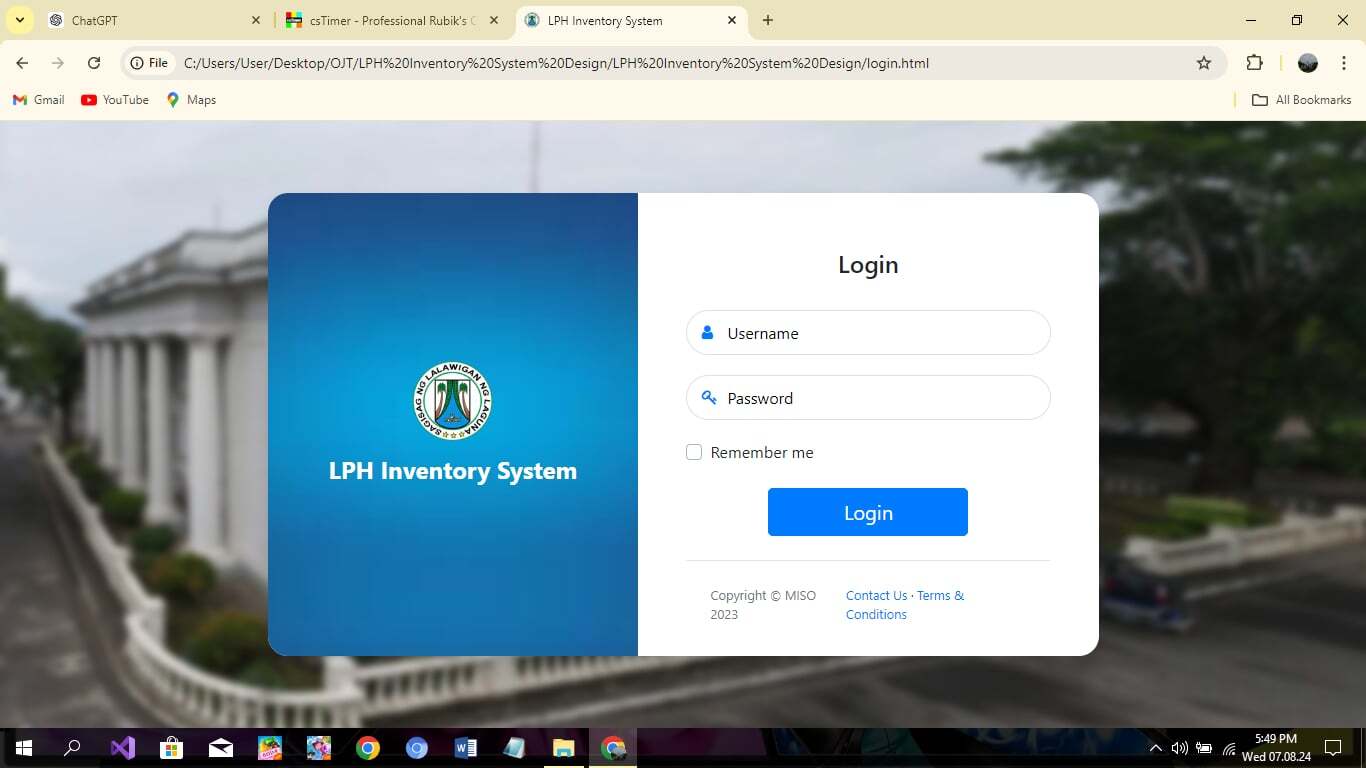 ChatGPT
csTimer - Professional Rubik's C
LPH Inventory System
File
C:/Users/User/Desktop/OJT/LPH%20Inventory%20System%20Design/LPH%20Inventory%20System%20Design/login.html
Gmail
YouTube
Maps
All Bookmarks
SAGISAG NG LALAWIGAN NG LAGUNA
LPH Inventory System
Login
Username
Password
Remember me
Login
Copyright © MISO
2023
Contact Us · Terms &
Conditions
5:49 PM
Wed 07.08.24